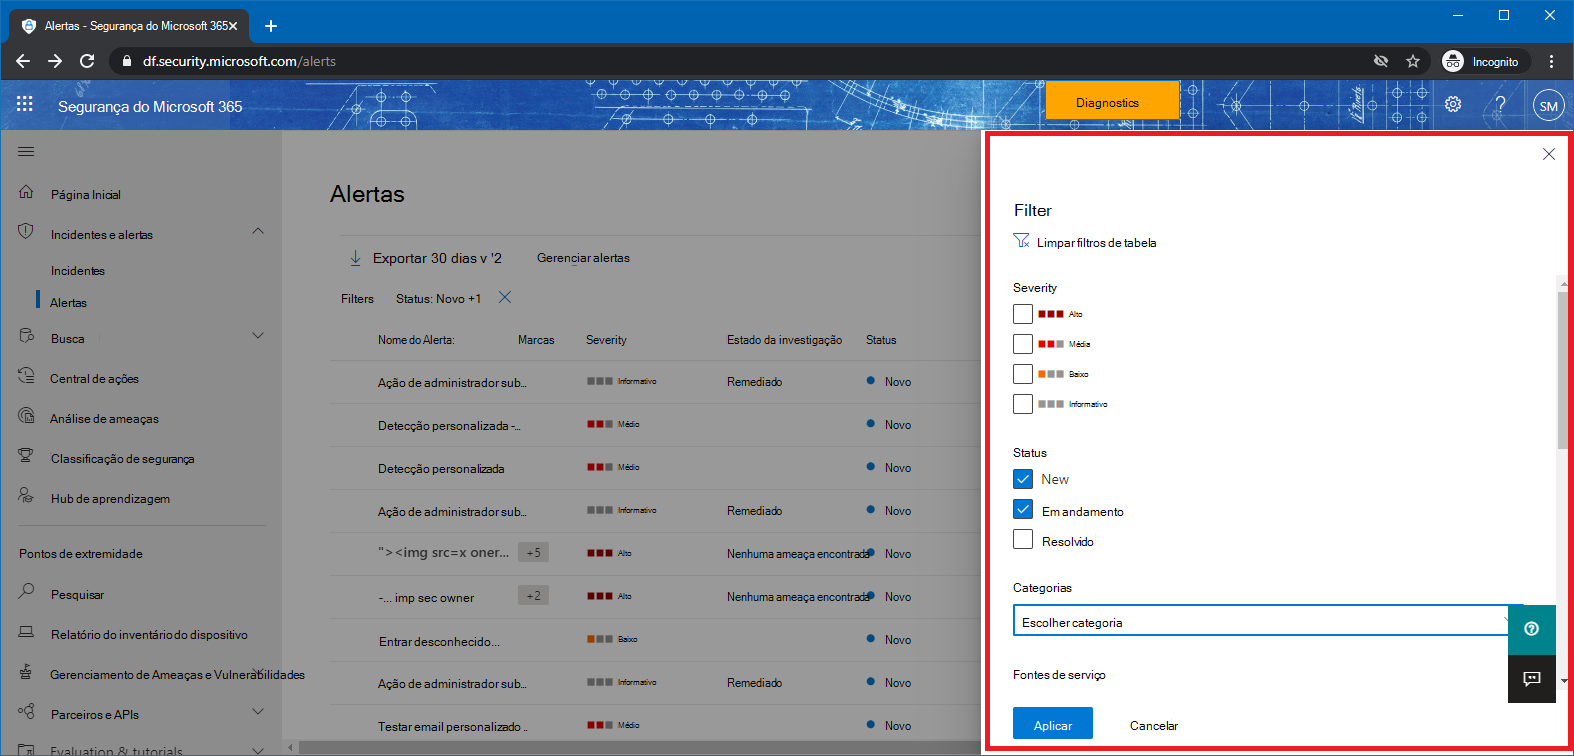 Alertas - Segurança do Microsoft 365
df.security.microsoft.com/alerts
Incognito
Segurança do Microsoft 365
Diagnostics
SM
Página Inicial
Incidentes e alertas
Incidentes
Alertas
Busca
Central de ações
Análise de ameaças
Classificação de segurança
Hub de aprendizagem
Pontos de extremidade
Pesquisar
Relatório do inventário do dispositivo
Gerenciamento de Ameaças e Vulnerabilidades
Parceiros e APIs
Evaluation & tutorials
Alertas
Exportar 30 dias v '2
Gerenciar alertas
Filters
Status: Novo +1
Nome do Alerta: Marcas Severity Estado da investigação Status
Ação de administrador sub... Informativo Remediado Novo
Detecção personalizada -... Médio Novo
Detecção personalizada Médio Novo
Ação de administrador sub... Informativo Remediado Novo
"><img src=x oner... +5 Alto Nenhuma ameaça encontrada Novo
-... imp sec owner +2 Alto Nenhuma ameaça encontrada Novo
Entrar desconhecido... Baixo Novo
Ação de administrador sub... Informativo Remediado Novo
Testar email personalizado .. Médio Novo
Filter
Limpar filtros de tabela
Severity
Alto
Média
Baixo
Informativo
Status
New
Em andamento
Resolvido
Categorias
Escolher categoria
Fontes de serviço
Aplicar
Cancelar